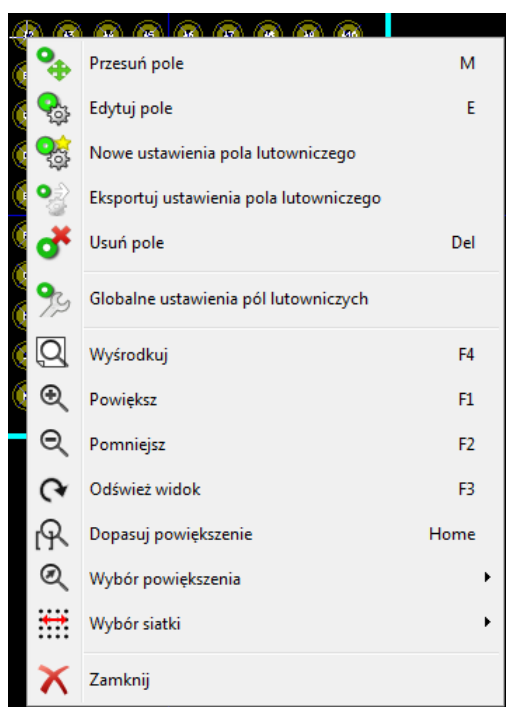 Przesuń pole M
Edytuj pole E
Nowe ustawienia pola lutowniczego
Eksportuj ustawienia pola lutowniczego
Usuń pole Del
Globalne ustawienia pól lutowniczych
Wyśrodkuj F4
Powiększ F1
Pomniejsz F2
Odśwież widok F3
Dopasuj powiększenie Home
Wybór powiększenia
Wybór siatki
Zamknij